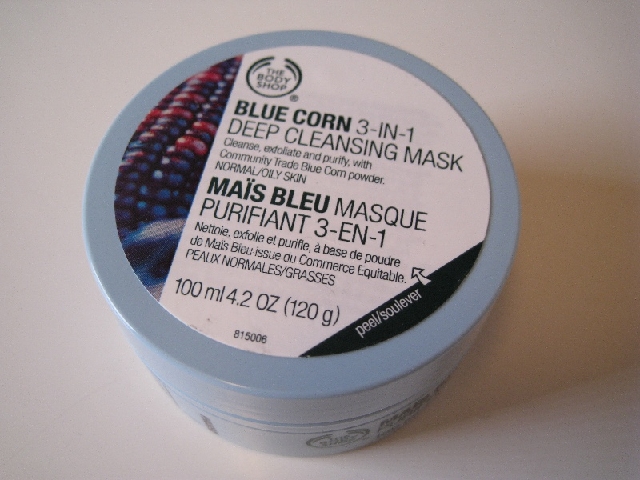 THE
BODY
SHOP
®
BLUE CORN 3-IN-1
DEEP CLEANSING MASK
Cleanse, exfoliate and purify, with
Community Trade Blue Corn powder.
NORMAL/OILY SKIN
MAÏS BLEU MASQUE
PURIFIANT 3-EN-1
Nettoie, exfolie et purifie, à base de poudre
de Maïs Bleu issue du Commerce Equitable.
PEAUX NORMALES/GRASSES
100 ml 4.2 OZ (120 g)
815006
peel/soulever